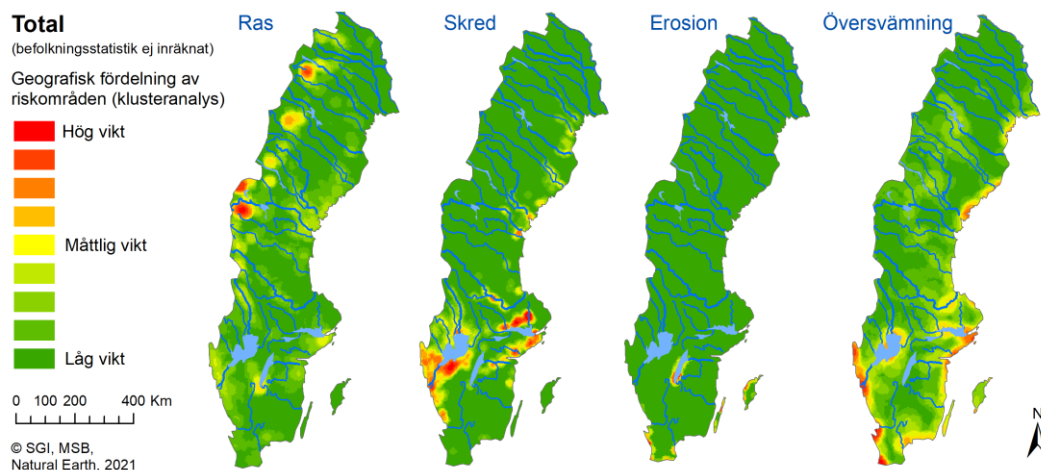 Total
(befolkningsstatistik ej inräknat)
Geografisk fördelning av
riskområden (klusteranalys)
Hög vikt
Måttlig vikt
Låg vikt
0 100 200 400 Km
© SGI, MSB,
Natural Earth, 2021
Ras
Skred
Erosion
Översvämning
N